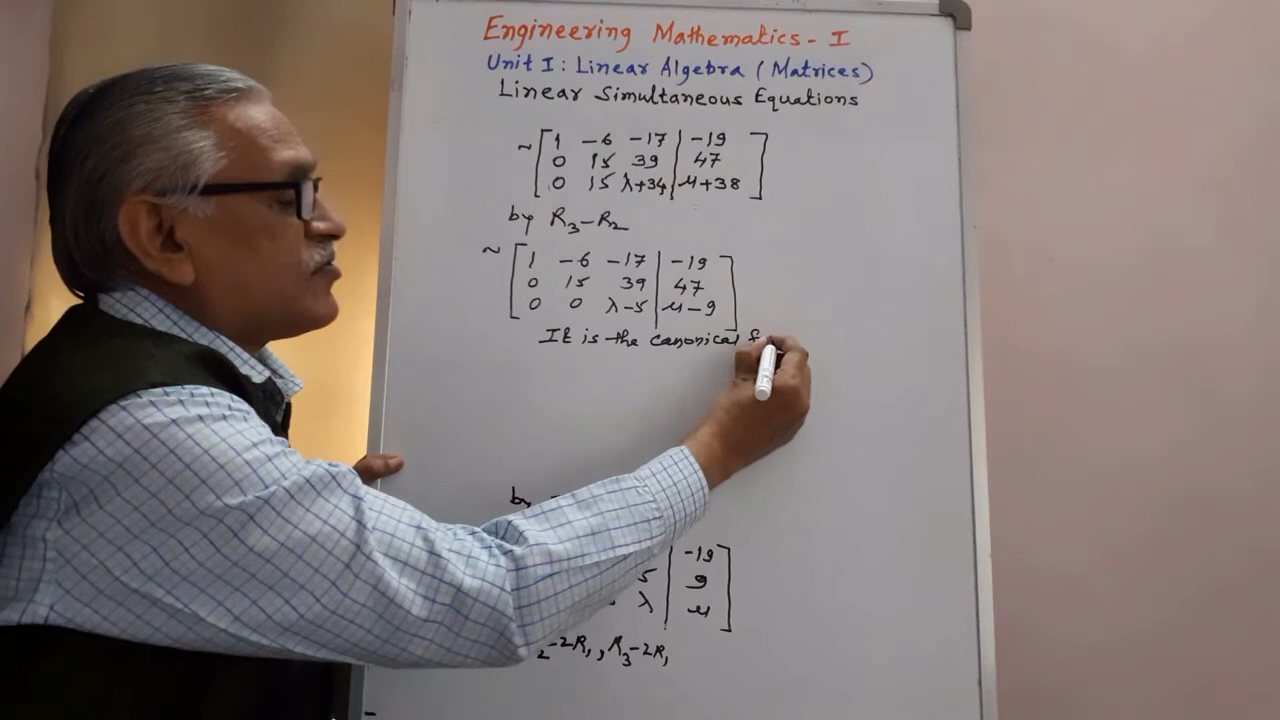 Engineering Mathematics - I
Unit I: Linear Algebra (Matrices)
Linear Simultaneous Equations
~ [ 1 -6 -17 | -19 ]
0 15 39 | 47
0 15 λ+34 | μ+38
by R₃-R₂
~ [ 1 -6 -17 | -19 ]
0 15 39 | 47
0 0 λ-5 | μ-9
It is the canonical f
by
| -19 ]
5 | 9
λ | μ
₂-2R₁, R₃-2R₁